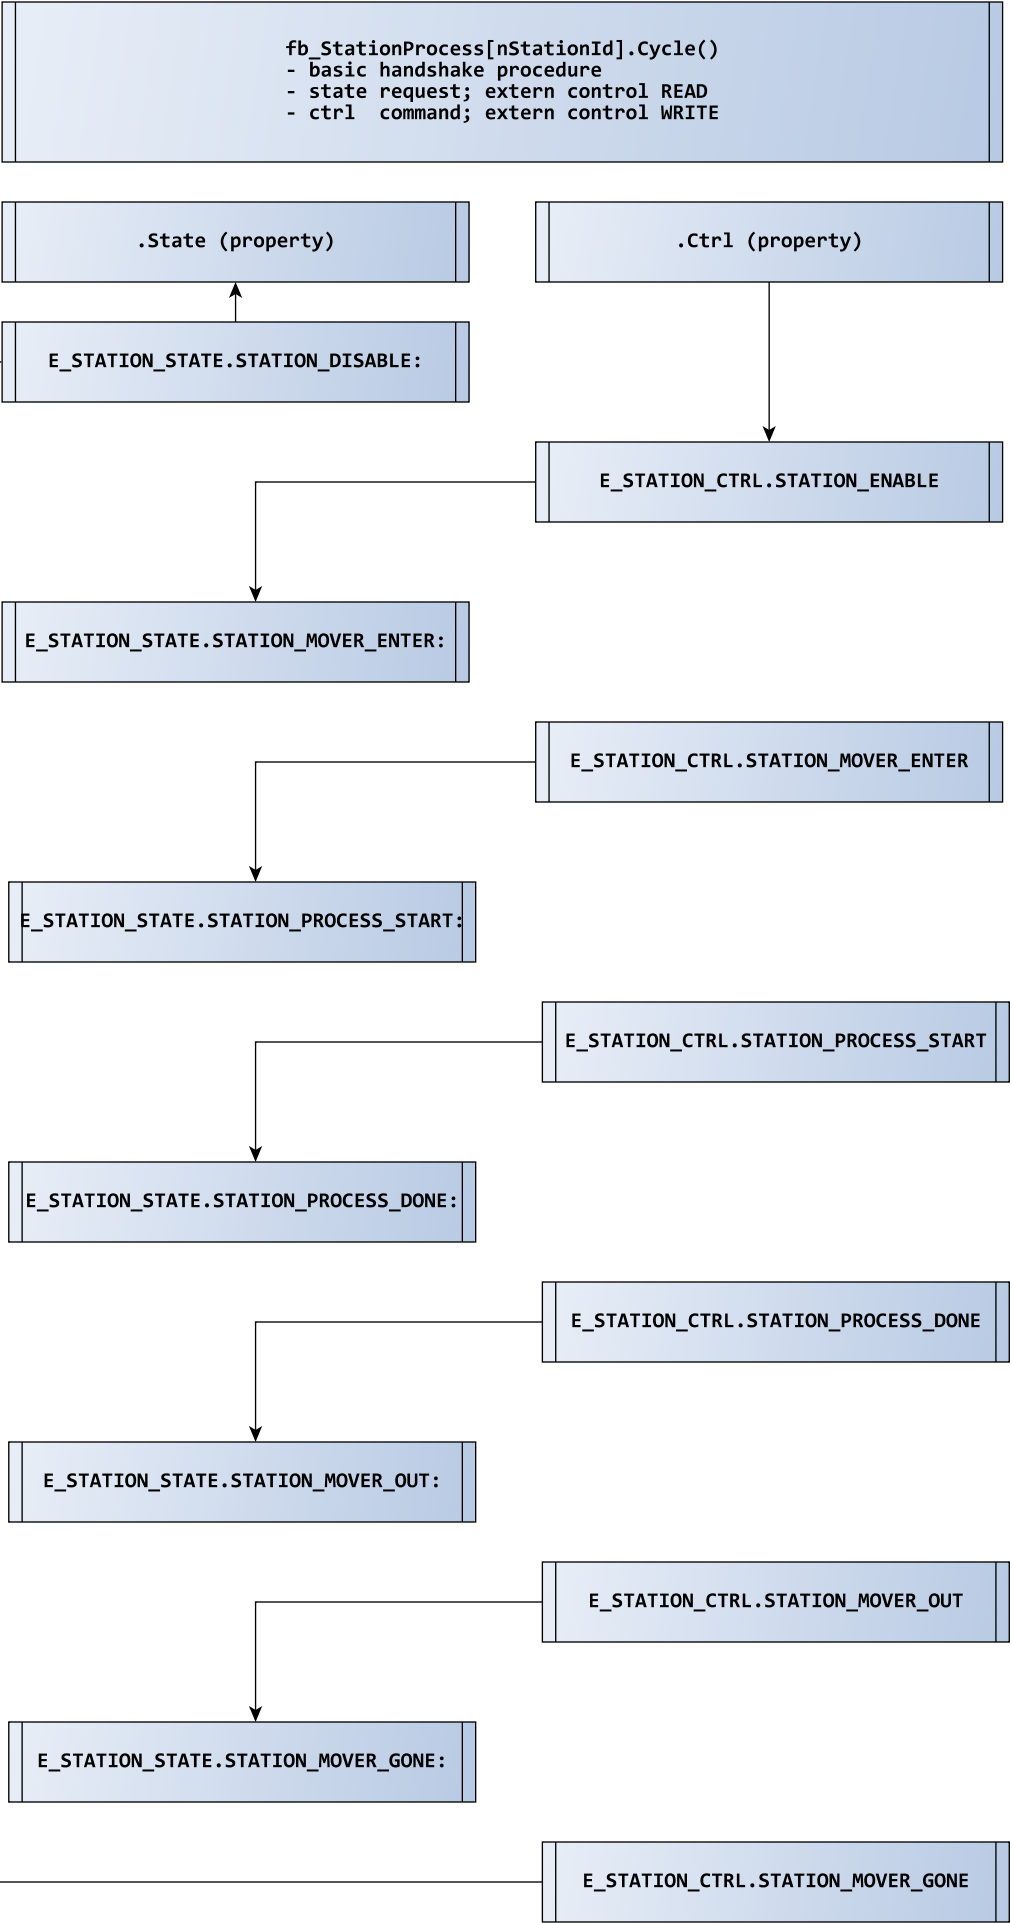 fb_StationProcess[nStationId].Cycle()
- basic handshake procedure
- state request; extern control READ
- ctrl  command; extern control WRITE
.State (property)
.Ctrl (property)
E_STATION_STATE.STATION_DISABLE:
E_STATION_CTRL.STATION_ENABLE
E_STATION_STATE.STATION_MOVER_ENTER:
E_STATION_CTRL.STATION_MOVER_ENTER
E_STATION_STATE.STATION_PROCESS_START:
E_STATION_CTRL.STATION_PROCESS_START
E_STATION_STATE.STATION_PROCESS_DONE:
E_STATION_CTRL.STATION_PROCESS_DONE
E_STATION_STATE.STATION_MOVER_OUT:
E_STATION_CTRL.STATION_MOVER_OUT
E_STATION_STATE.STATION_MOVER_GONE:
E_STATION_CTRL.STATION_MOVER_GONE